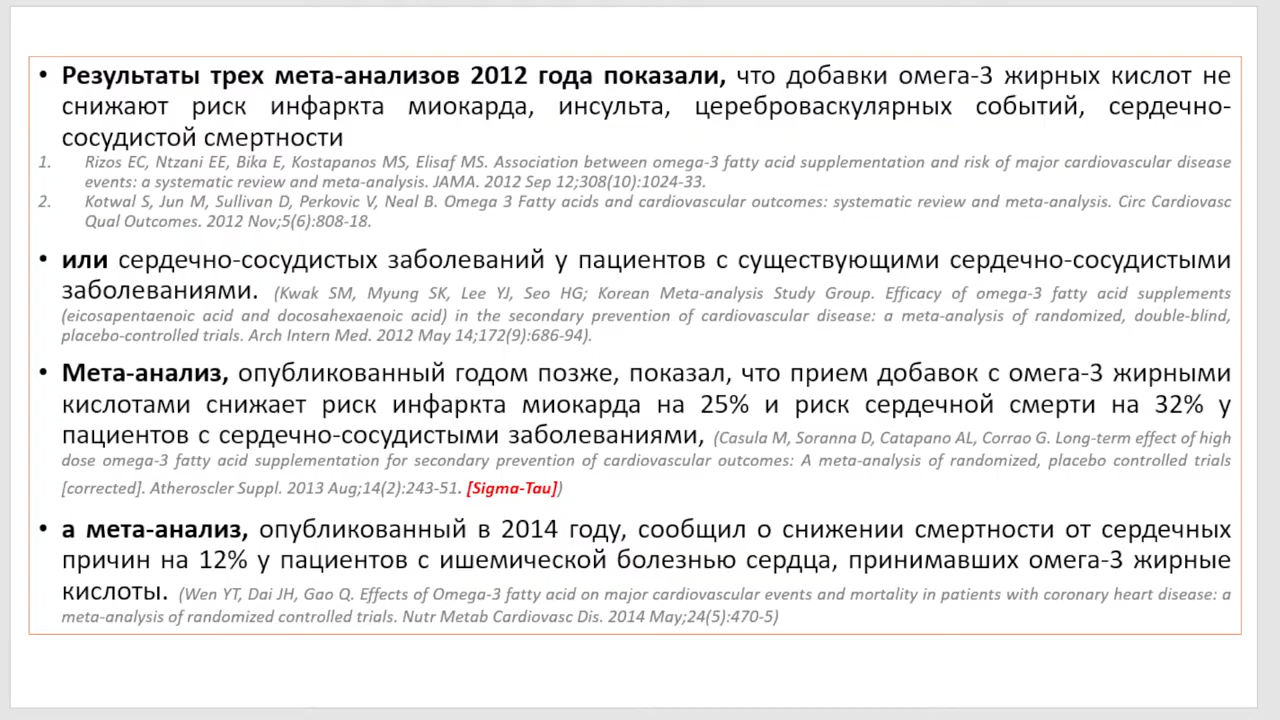 • Результаты трех мета-анализов 2012 года показали, что добавки омега-3 жирных кислот не
снижают риск инфаркта миокарда, инсульта, цереброваскулярных событий, сердечно-
сосудистой смертности
1. Rizos EC, Ntzani EE, Bika E, Kostapanos MS, Elisaf MS. Association between omega-3 fatty acid supplementation and risk of major cardiovascular disease
events: a systematic review and meta-analysis. JAMA. 2012 Sep 12;308(10):1024-33.
2. Kotwal S, Jun M, Sullivan D, Perkovic V, Neal B. Omega 3 Fatty acids and cardiovascular outcomes: systematic review and meta-analysis. Circ Cardiovasc
Qual Outcomes. 2012 Nov;5(6):808-18.
• или сердечно-сосудистых заболеваний у пациентов с существующими сердечно-сосудистыми
заболеваниями. (Kwak SM, Myung SK, Lee YJ, Seo HG; Korean Meta-analysis Study Group. Efficacy of omega-3 fatty acid supplements
(eicosapentaenoic acid and docosahexaenoic acid) in the secondary prevention of cardiovascular disease: a meta-analysis of randomized, double-blind,
placebo-controlled trials. Arch Intern Med. 2012 May 14;172(9):686-94).
• Мета-анализ, опубликованный годом позже, показал, что прием добавок с омега-3 жирными
кислотами снижает риск инфаркта миокарда на 25% и риск сердечной смерти на 32% у
пациентов с сердечно-сосудистыми заболеваниями, (Casula M, Soranna D, Catapano AL, Corrao G. Long-term effect of high
dose omega-3 fatty acid supplementation for secondary prevention of cardiovascular outcomes: A meta-analysis of randomized, placebo controlled trials
[corrected]. Atheroscler Suppl. 2013 Aug;14(2):243-51. [Sigma-Tau])
• а мета-анализ, опубликованный в 2014 году, сообщил о снижении смертности от сердечных
причин на 12% у пациентов с ишемической болезнью сердца, принимавших омега-3 жирные
кислоты. (Wen YT, Dai JH, Gao Q. Effects of Omega-3 fatty acid on major cardiovascular events and mortality in patients with coronary heart disease: a
meta-analysis of randomized controlled trials. Nutr Metab Cardiovasc Dis. 2014 May;24(5):470-5)